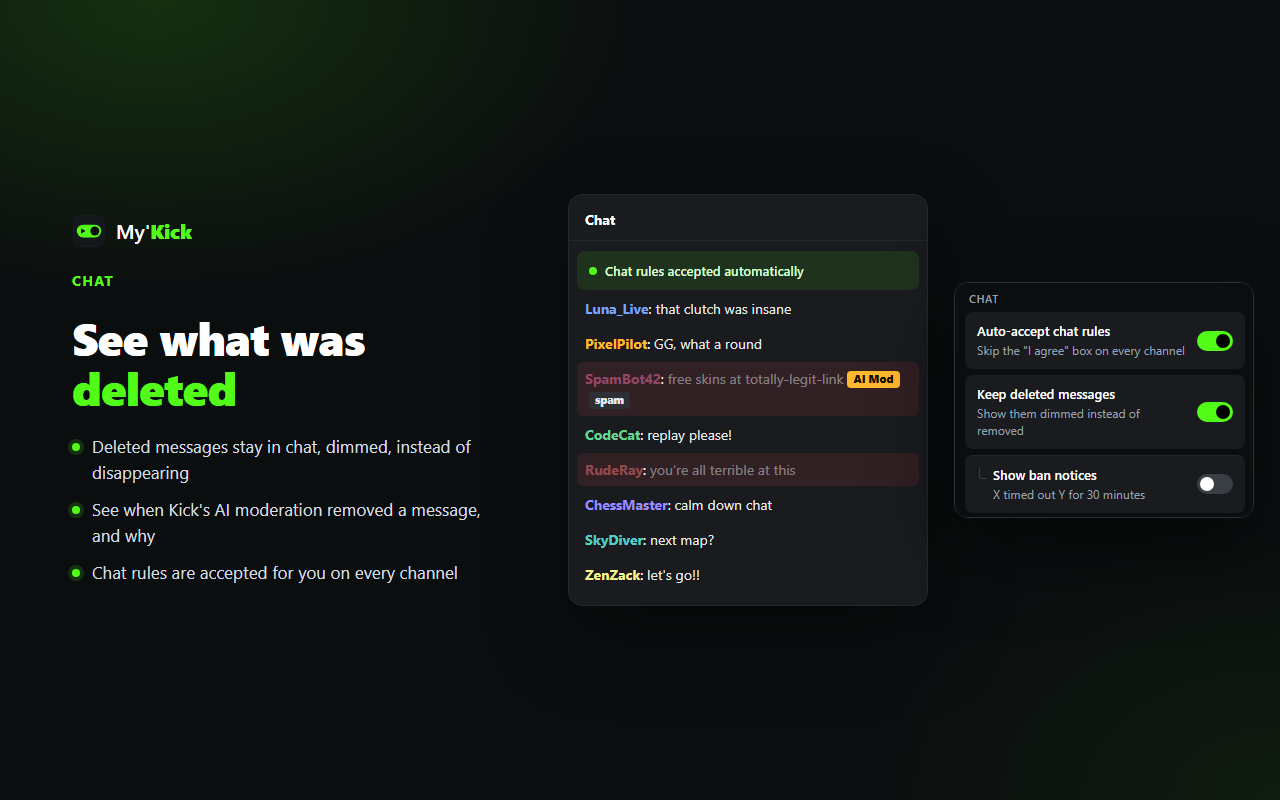 My'Kick
CHAT
See what was
deleted
Deleted messages stay in chat, dimmed, instead of
disappearing
See when Kick's AI moderation removed a message,
and why
Chat rules are accepted for you on every channel
Chat
Chat rules accepted automatically
Luna_Live: that clutch was insane
PixelPilot: GG, what a round
SpamBot42: free skins at totally-legit-link AI Mod
spam
CodeCat: replay please!
RudeRay: you're all terrible at this
ChessMaster: calm down chat
SkyDiver: next map?
ZenZack: let's go!!
CHAT
Auto-accept chat rules
Skip the "I agree" box on every channel
Keep deleted messages
Show them dimmed instead of
removed
Show ban notices
X timed out Y for 30 minutes